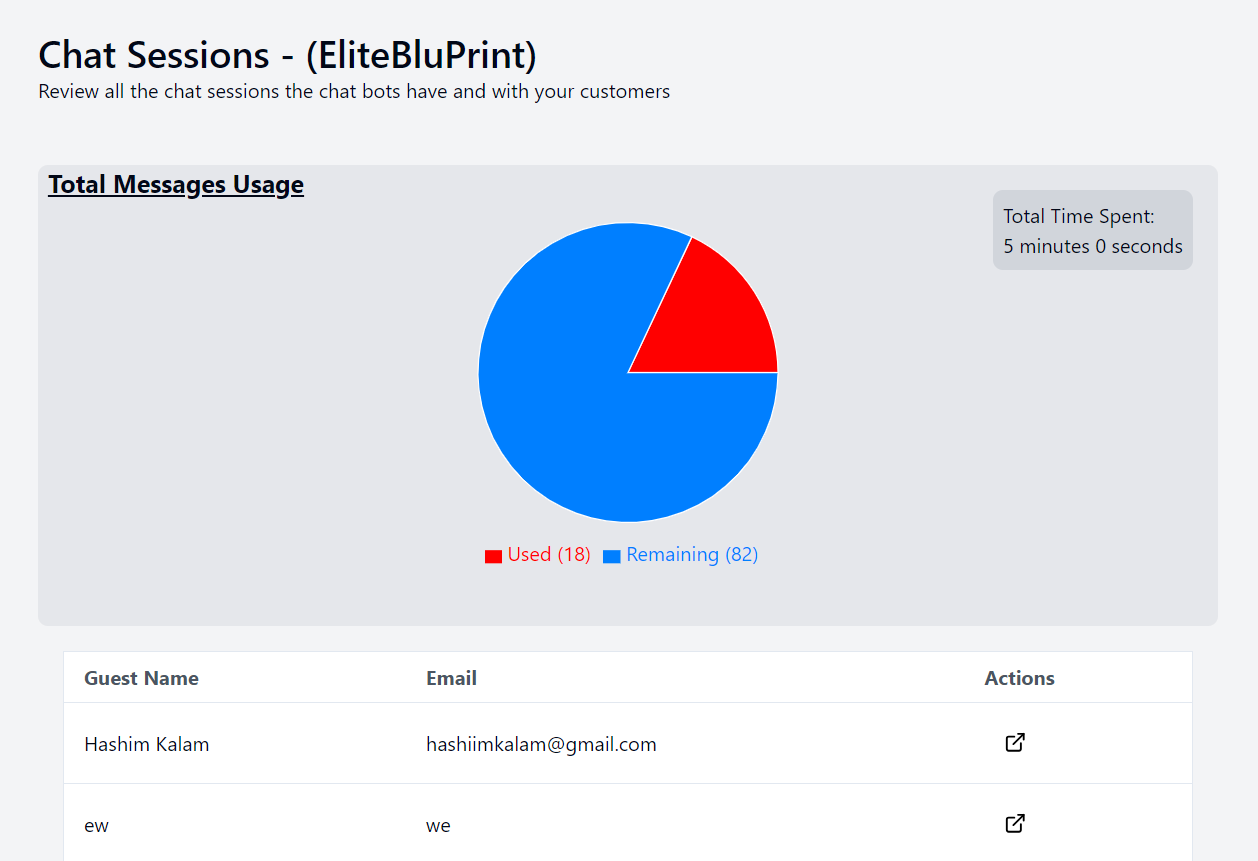 Chat Sessions - (EliteBluPrint)
Review all the chat sessions the chat bots have and with your customers
Total Messages Usage
Total Time Spent:
5 minutes 0 seconds
Used (18) Remaining (82)
Guest Name Email Actions
Hashim Kalam hashiimkalam@gmail.com
ew we